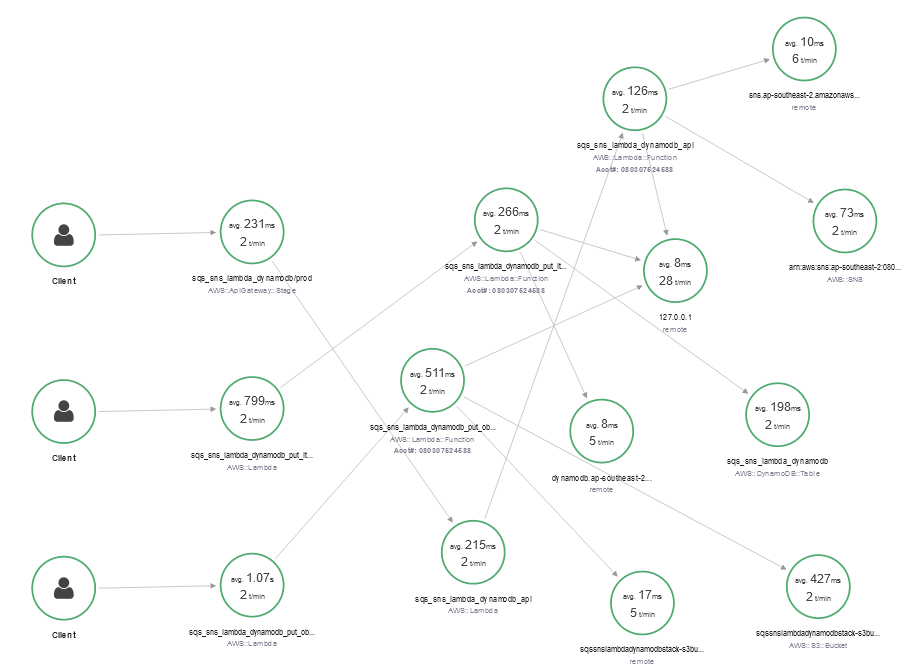 avg. 10ms
6 t/min
sns.ap-southeast-2.amazonaws...
remote
avg. 126ms
2 t/min
sqs_sns_lambda_dynamodb_api
AWS::Lambda::Function
Acct#: 080307524588
Client
avg. 231ms
2 t/min
sqs_sns_lambda_dynamodb/prod
AWS::ApiGateway::Stage
avg. 266ms
2 t/min
sqs_sns_lambda_dynamodb_put_it...
AWS::Lambda::Function
Acct#: 080307524588
avg. 73ms
2 t/min
arn:aws:sns:ap-southeast-2:080...
AWS::SNS
avg. 8ms
28 t/min
127.0.0.1
remote
Client
avg. 799ms
2 t/min
sqs_sns_lambda_dynamodb_put_it...
AWS::Lambda
avg. 511ms
2 t/min
sqs_sns_lambda_dynamodb_put_ob...
AWS::Lambda::Function
Acct#: 080307524588
avg. 8ms
5 t/min
dynamodb.ap-southeast-2...
remote
avg. 198ms
2 t/min
sqs_sns_lambda_dynamodb
AWS::DynamoDB::Table
Client
avg. 1.07s
2 t/min
sqs_sns_lambda_dynamodb_put_ob...
AWS::Lambda
avg. 215ms
2 t/min
sqs_sns_lambda_dynamodb_api
AWS::Lambda
avg. 17ms
5 t/min
sqssnslambdadynamodbstack-s3bu...
remote
avg. 427ms
2 t/min
sqssnslambdadynamodbstack-s3bu...
AWS::S3::Bucket